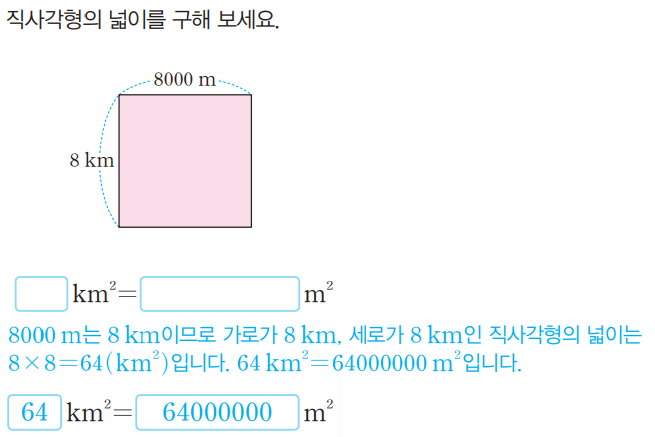 직사각형의 넓이를 구해 보세요.
8000 m
8 km
km²= m²
8000 m는 8 km이므로 가로가 8 km, 세로가 8 km인 직사각형의 넓이는
8×8=64(km²)입니다. 64 km²=64000000 m²입니다.
64 km²= 64000000 m²